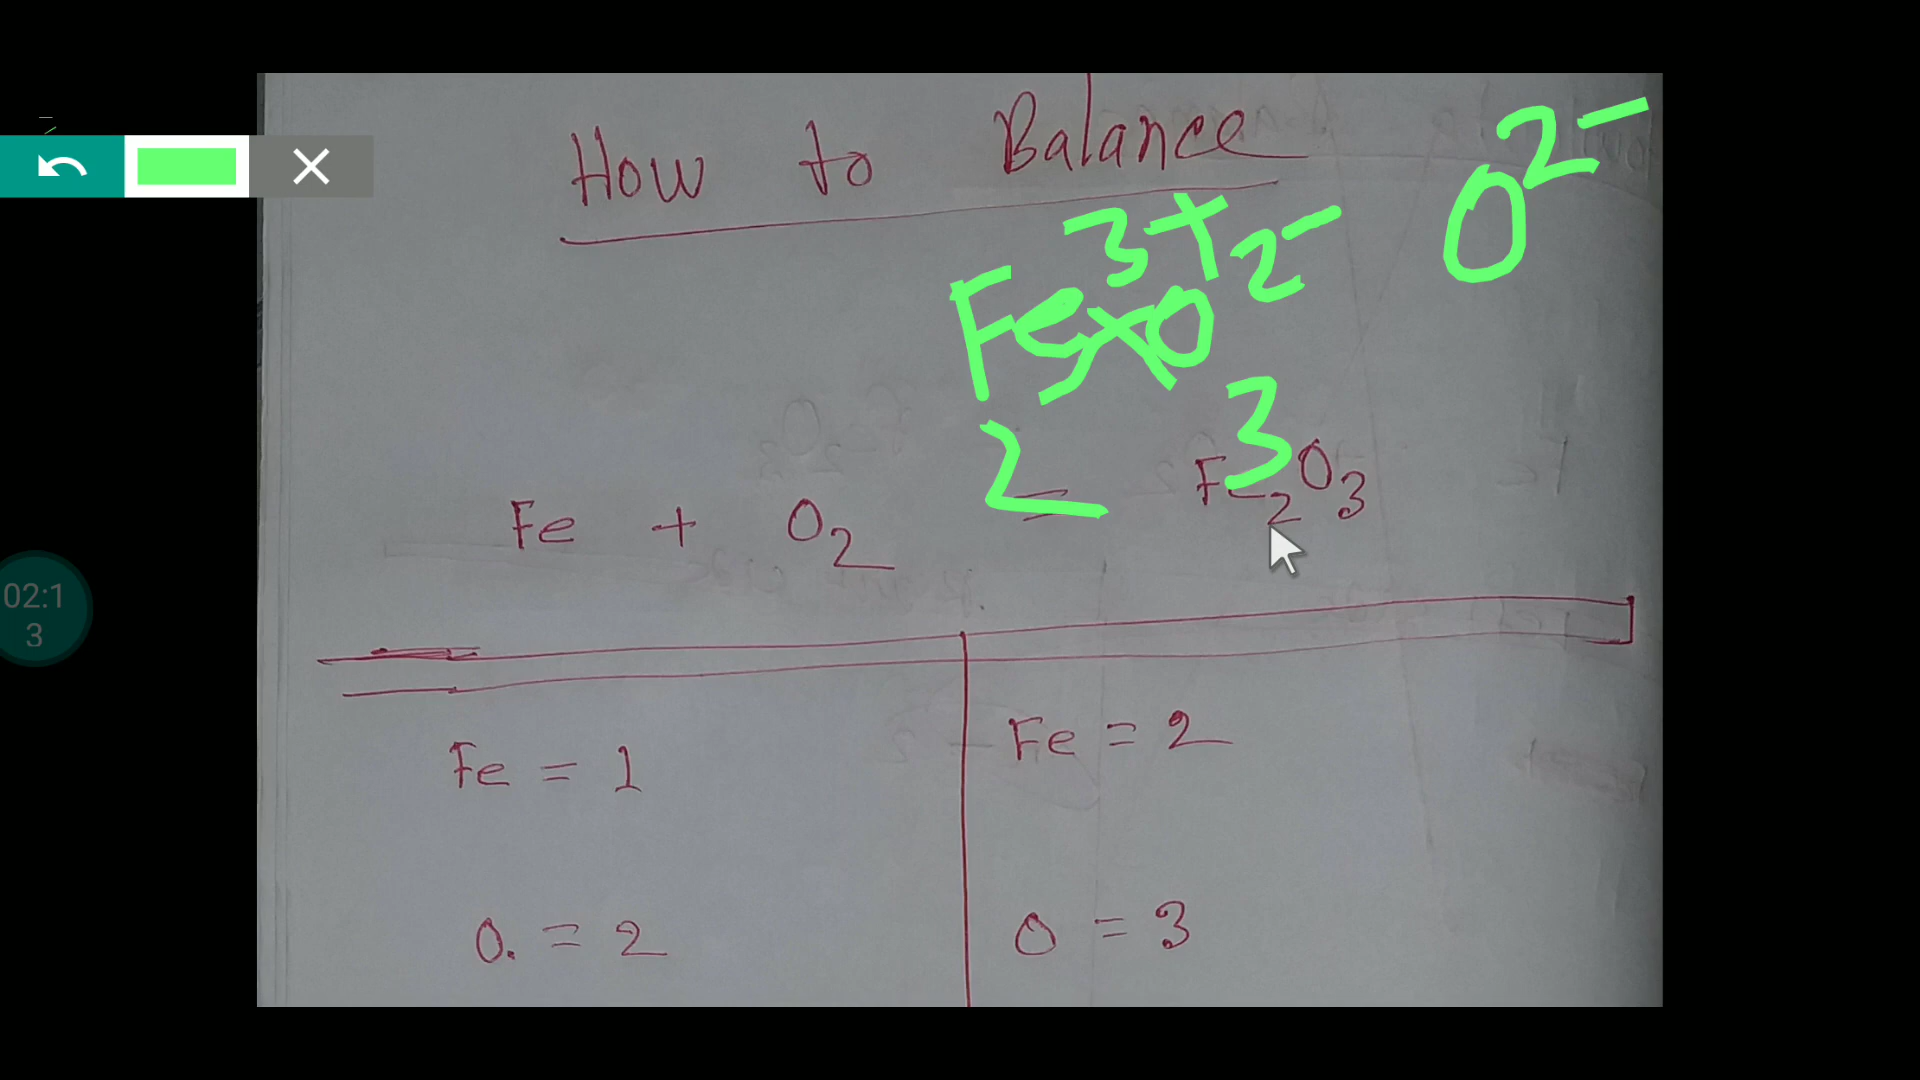 How to Balance
O2-
Fe3+ O2-
2 3
Fe + O2 = Fe2O3
Fe = 1
Fe = 2
O. = 2
O = 3
02:1
3